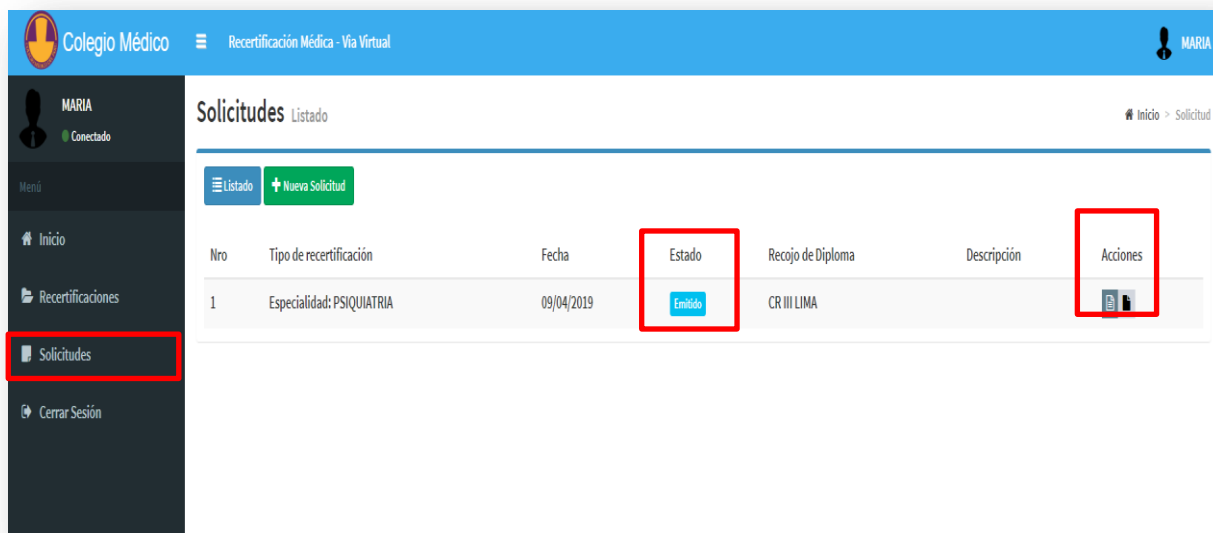 Colegio Médico
Recertificación Médica - Via Virtual
MARIA
MARIA
Conectado
Menú
Inicio
Recertificaciones
Solicitudes
Cerrar Sesión
Solicitudes Listado
Inicio > Solicitud
Listado
Nueva Solicitud
Nro Tipo de recertificación Fecha Estado Recojo de Diploma Descripción Acciones
1 Especialidad: PSIQUIATRIA 09/04/2019 Emitido CR III LIMA